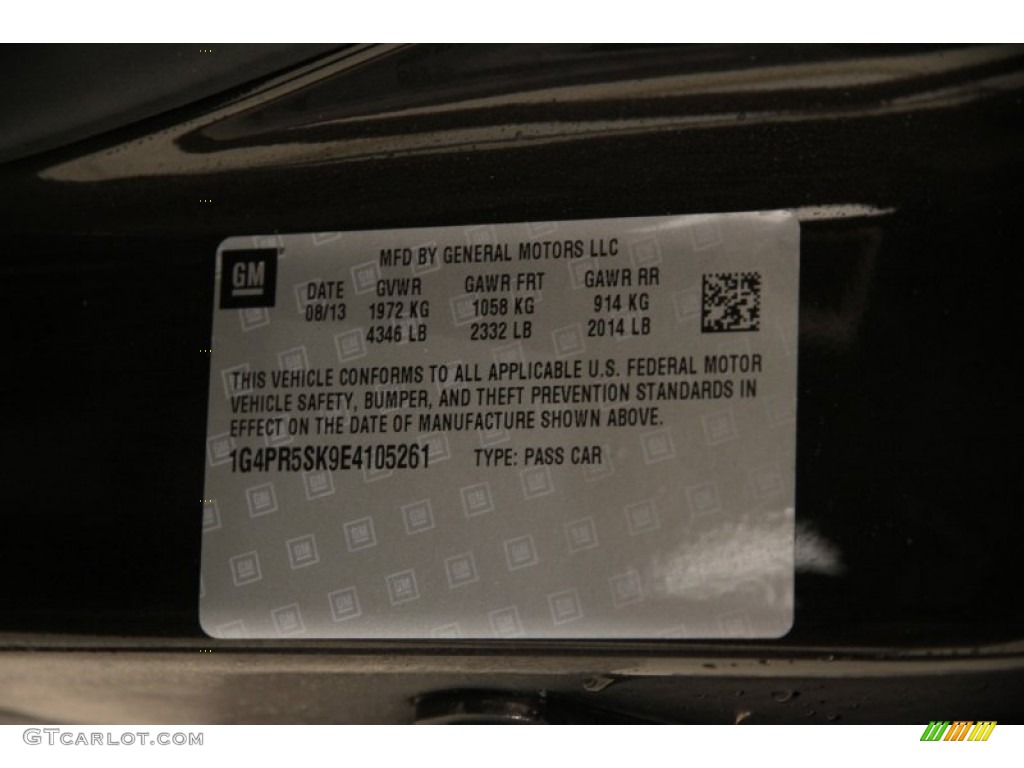 GM
MFD BY GENERAL MOTORS LLC
DATE GVWR GAWR FRT GAWR RR
08/13 1972 KG 1058 KG 914 KG
4346 LB 2332 LB 2014 LB
THIS VEHICLE CONFORMS TO ALL APPLICABLE U.S. FEDERAL MOTOR
VEHICLE SAFETY, BUMPER, AND THEFT PREVENTION STANDARDS IN
EFFECT ON THE DATE OF MANUFACTURE SHOWN ABOVE.
1G4PR5SK9E4105261 TYPE: PASS CAR
GTCARLOT.COM